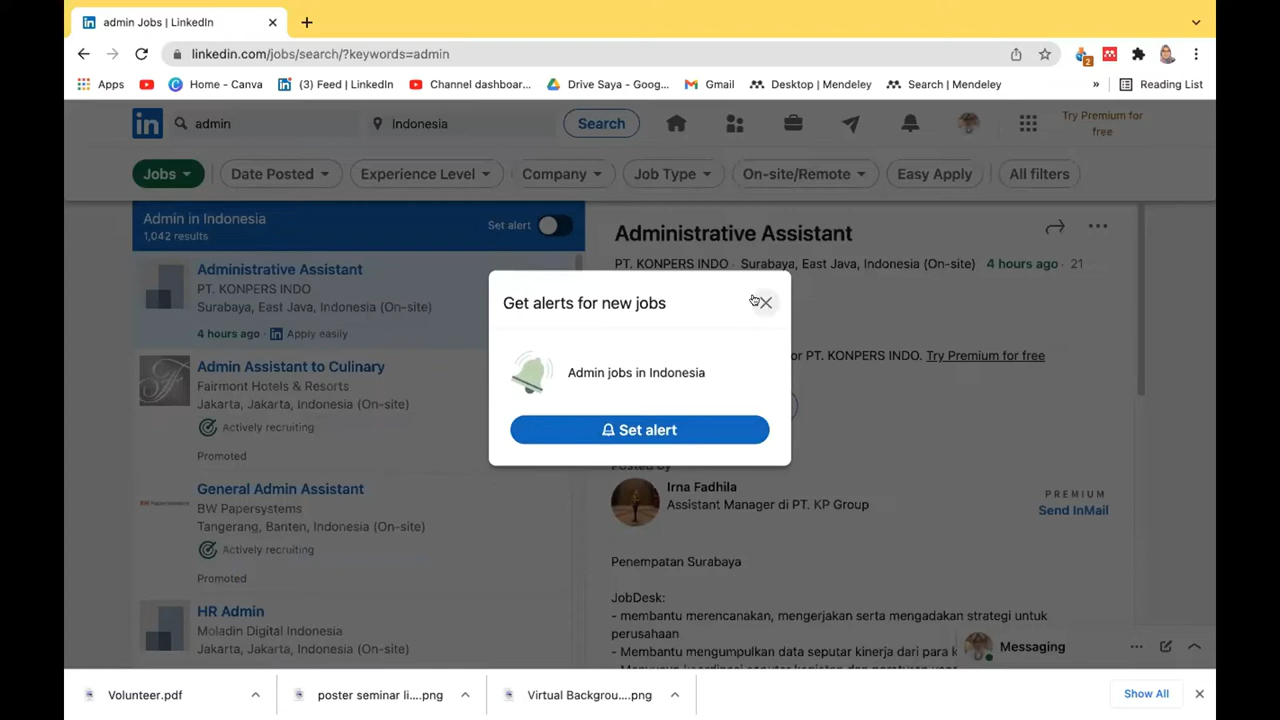 admin Jobs | LinkedIn
linkedin.com/jobs/search/?keywords=admin
2
Apps
Home - Canva
(3) Feed | LinkedIn
Channel dashboar...
Drive Saya - Goog...
Gmail
Desktop | Mendeley
Search | Mendeley
»
Reading List
in
admin
Indonesia
Search
Try Premium for
free
Jobs
Date Posted
Experience Level
Company
Job Type
On-site/Remote
Easy Apply
All filters
Admin in Indonesia
1,042 results
Set alert
Administrative Assistant
PT. KONPERS INDO
Surabaya, East Java, Indonesia (On-site)
4 hours ago · in Apply easily
Admin Assistant to Culinary
Fairmont Hotels & Resorts
Jakarta, Jakarta, Indonesia (On-site)
Actively recruiting
Promoted
General Admin Assistant
BW Papersystems
Tangerang, Banten, Indonesia (On-site)
Actively recruiting
Promoted
HR Admin
Moladin Digital Indonesia
Jakarta, Jakarta, Indonesia (On-site)
Administrative Assistant
PT. KONPERS INDO · Surabaya, East Java, Indonesia (On-site) 4 hours ago · 21
Get alerts for new jobs
Admin jobs in Indonesia
Set alert
or PT. KONPERS INDO. Try Premium for free
Posted by
Irna Fadhila
Assistant Manager di PT. KP Group
PREMIUM
Send InMail
Penempatan Surabaya
JobDesk:
- membantu merencanakan, mengerjakan serta mengadakan strategi untuk
perusahaan
- Membantu mengumpulkan data seputar kinerja dari para k
Messaging
Volunteer.pdf
poster seminar li....png
Virtual Backgrou....png
Show All